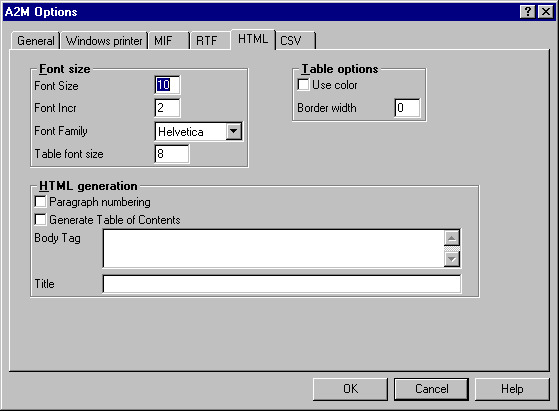 A2M Options
General Windows printer MIF RTF HTML CSV
Font size
Font Size 10
Font Incr 2
Font Family Helvetica
Table font size 8
Table options
Use color
Border width 0
HTML generation
Paragraph numbering
Generate Table of Contents
Body Tag
Title
OK Cancel Help